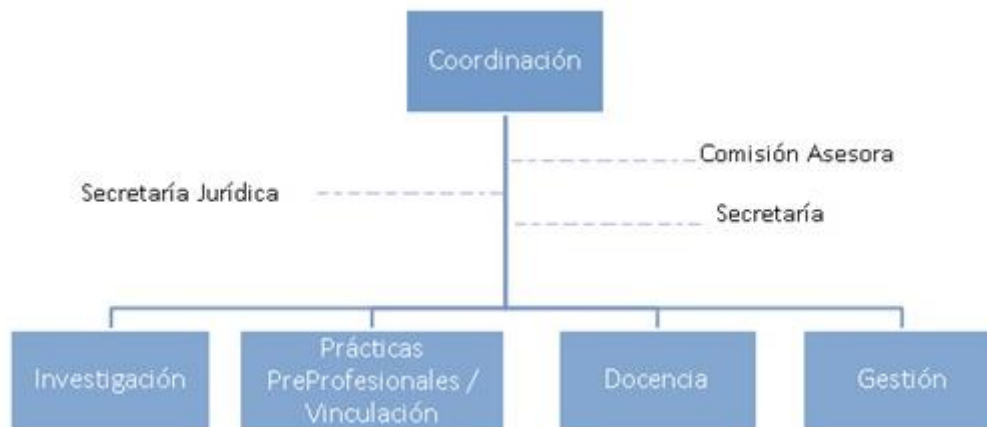 Coordinación
Comisión Asesora
Secretaría Jurídica
Secretaría
Investigación
Prácticas
PreProfesionales /
Vinculación
Docencia
Gestión